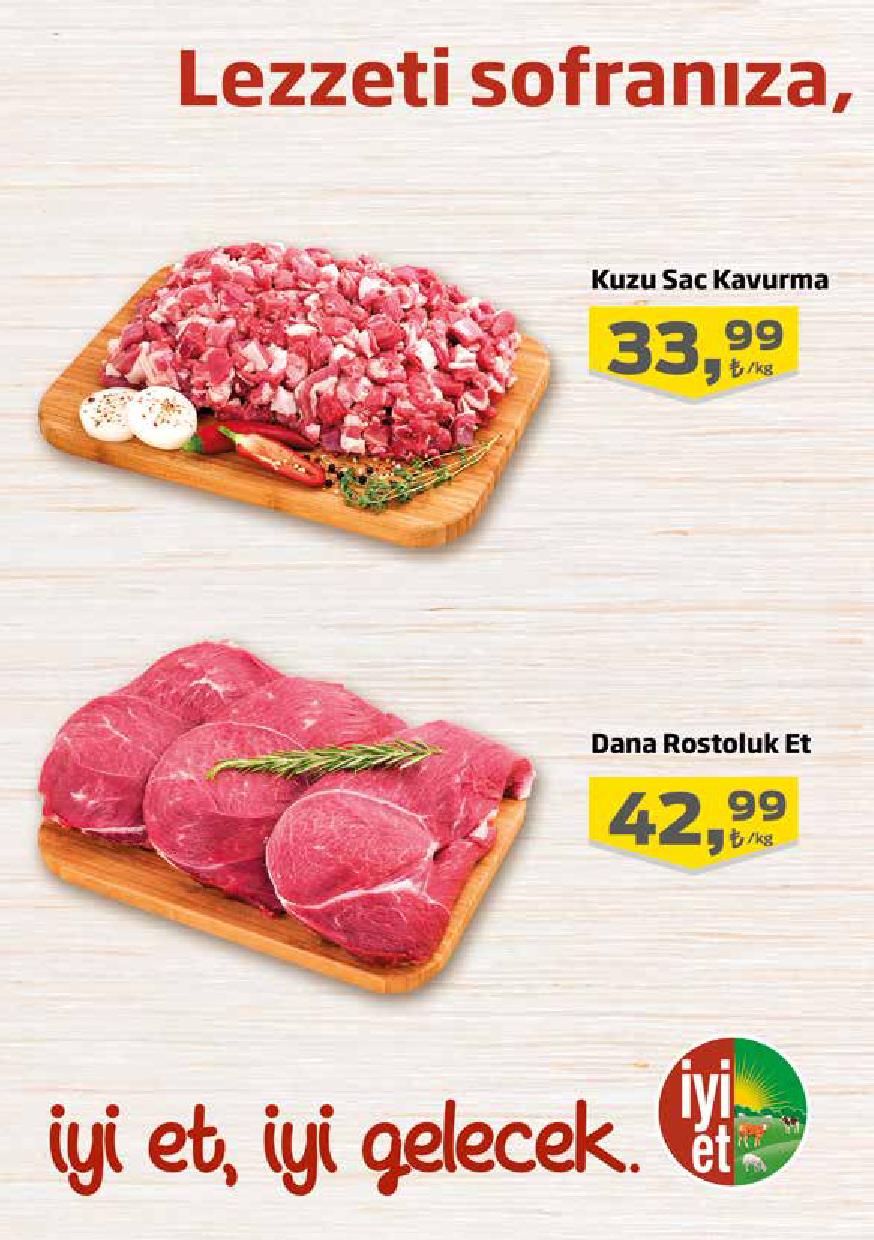 Lezzeti sofranıza,
Kuzu Sac Kavurma
33,99
₺/kg
Dana Rostoluk Et
42,99
₺/kg
iyi et, iyi gelecek.
iyi
et